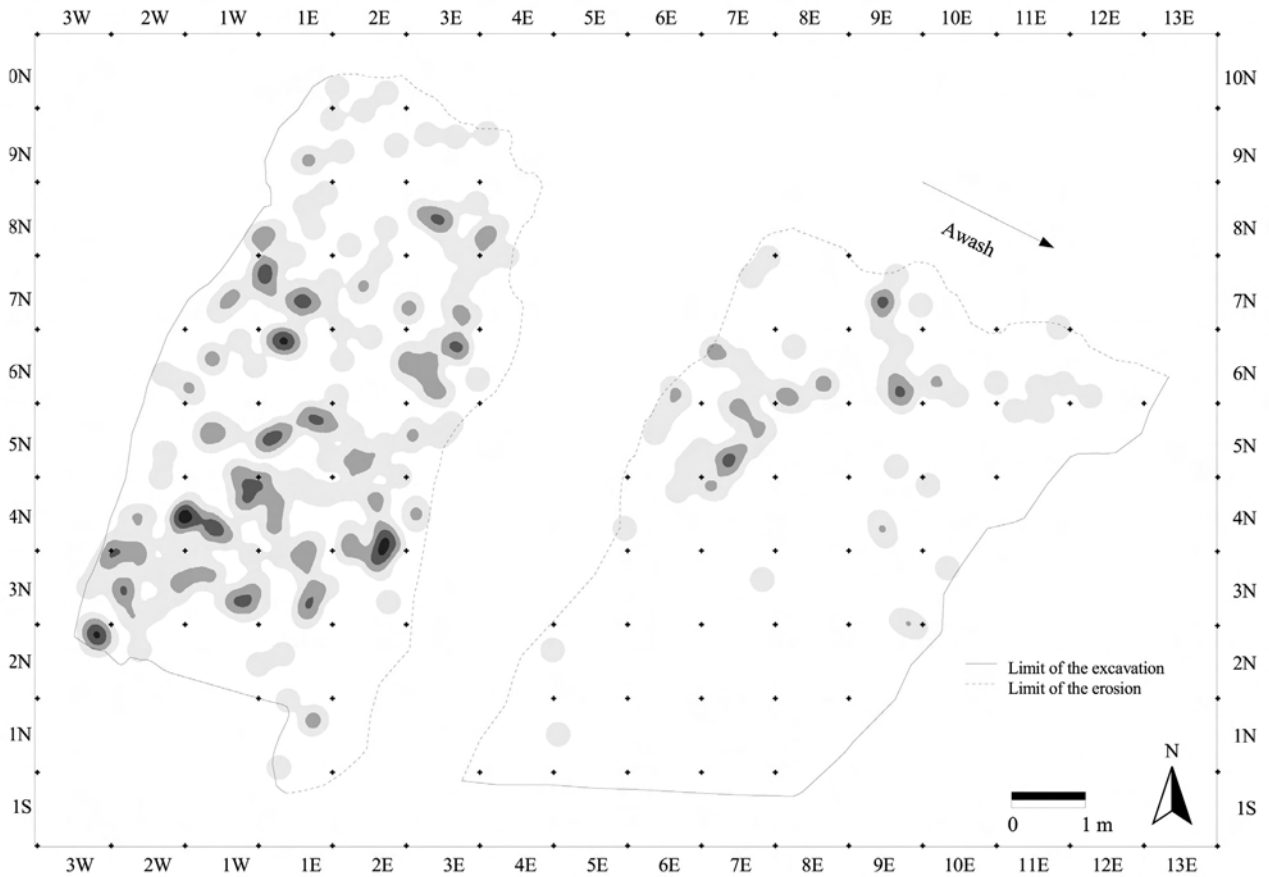 3W 2W 1W 1E 2E 3E 4E 5E 6E 7E 8E 9E 10E 11E 12E 13E
0N 10N
9N 9N
8N 8N
Awash
7N 7N
6N 6N
5N 5N
4N 4N
3N 3N
2N 2N
Limit of the excavation
Limit of the erosion
1N 1N
N
1S 1S
0 1 m
3W 2W 1W 1E 2E 3E 4E 5E 6E 7E 8E 9E 10E 11E 12E 13E